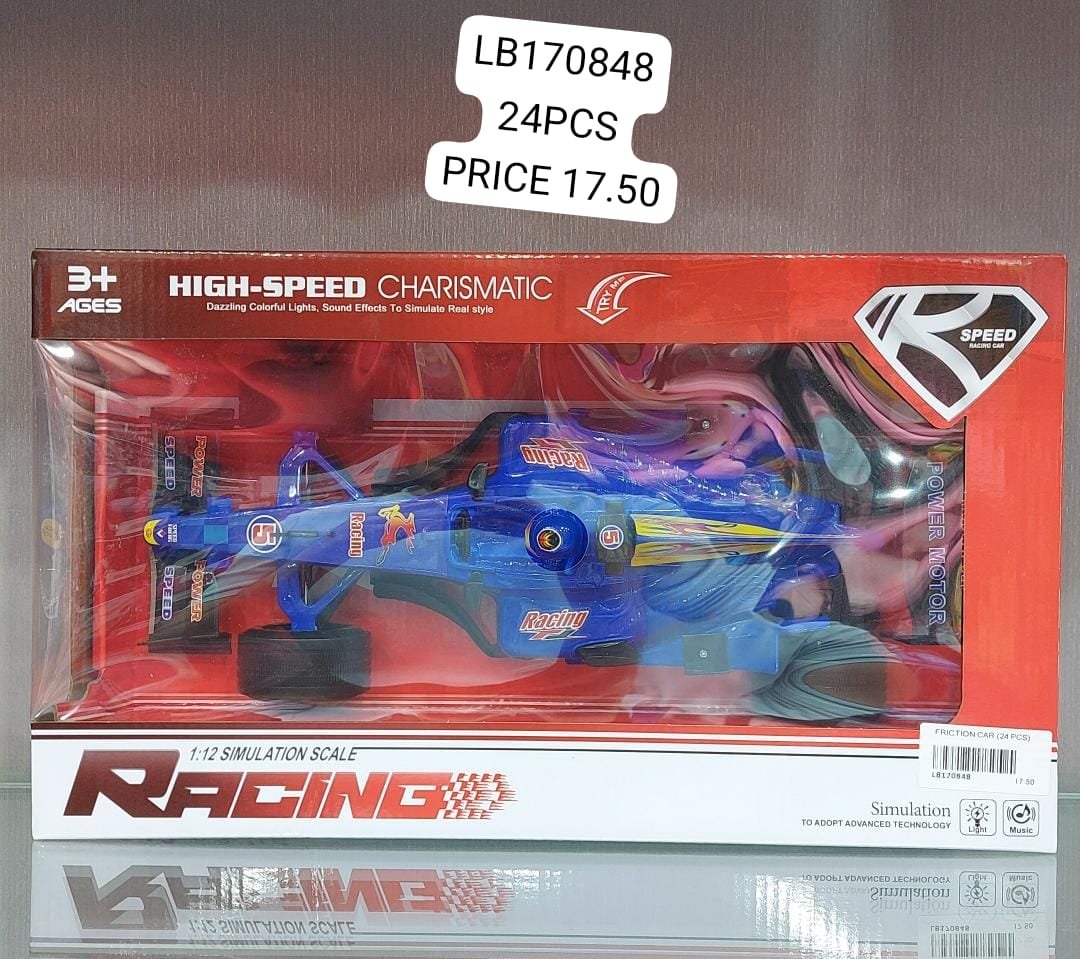 LB170848
24PCS
PRICE 17.50
3+
AGES
HIGH-SPEED CHARISMATIC
Dazzling Colorful Lights, Sound Effects To Simulate Real style
TRY Me
SPEED
RACING CAR
POWER
SPEED
POWER
SPEED
5
Racing
Racing
5
Racing
POWER MOTOR
1:12 SIMULATION SCALE
RACING
FRICTION CAR (24 PCS)
LB170848
17.50
Simulation
TO ADOPT ADVANCED TECHNOLOGY
Light
Music